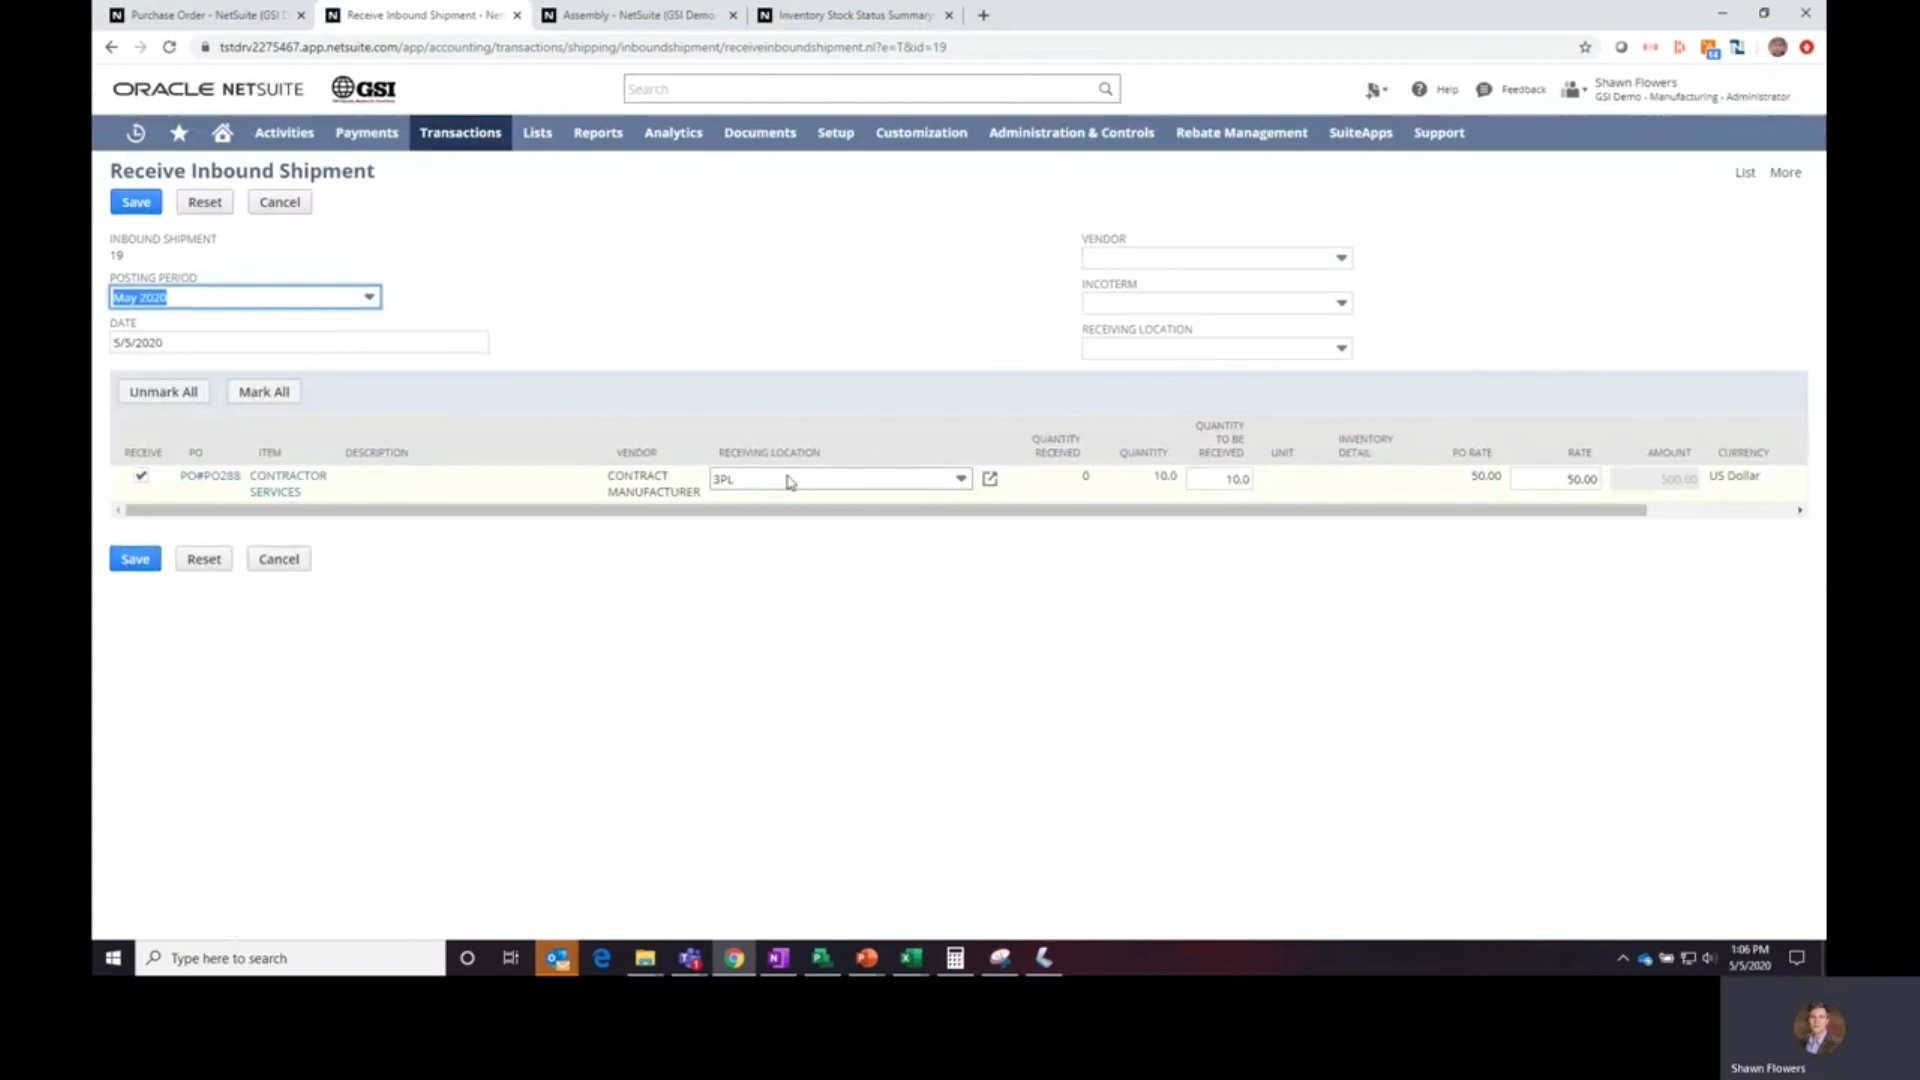 Purchase Order - NetSuite (GSI D
Receive Inbound Shipment - Net
Assembly - NetSuite (GSI Demo
Inventory Stock Status Summary
tstdrv2275467.app.netsuite.com/app/accounting/transactions/shipping/inboundshipment/receiveinboundshipment.nl?e=T&id=19
14
ORACLE NETSUITE
GSI
Search
Help
Feedback
Shawn Flowers
GSI Demo - Manufacturing - Administrator
Activities Payments Transactions Lists Reports Analytics Documents Setup Customization Administration & Controls Rebate Management SuiteApps Support
Receive Inbound Shipment
List More
Save Reset Cancel
INBOUND SHIPMENT
19
POSTING PERIOD
May 2020
DATE
5/5/2020
VENDOR
INCOTERM
RECEIVING LOCATION
Unmark All Mark All
RECEIVE PO ITEM DESCRIPTION VENDOR RECEIVING LOCATION QUANTITY RECEIVED QUANTITY QUANTITY TO BE RECEIVED UNIT INVENTORY DETAIL PO RATE RATE AMOUNT CURRENCY
PO#PO288 CONTRACTOR SERVICES CONTRACT MANUFACTURER 3PL 0 10.0 10.0 50.00 50.00 500.00 US Dollar
Save Reset Cancel
Type here to search
1:06 PM
5/5/2020
Shawn Flowers